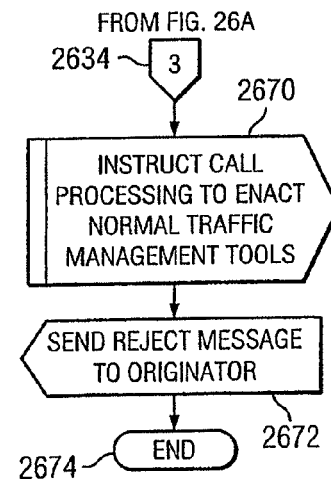 FROM FIG. 26A
2634
3
2670
INSTRUCT CALL
PROCESSING TO ENACT
NORMAL TRAFFIC
MANAGEMENT TOOLS
SEND REJECT MESSAGE
TO ORIGINATOR
2672
END
2674